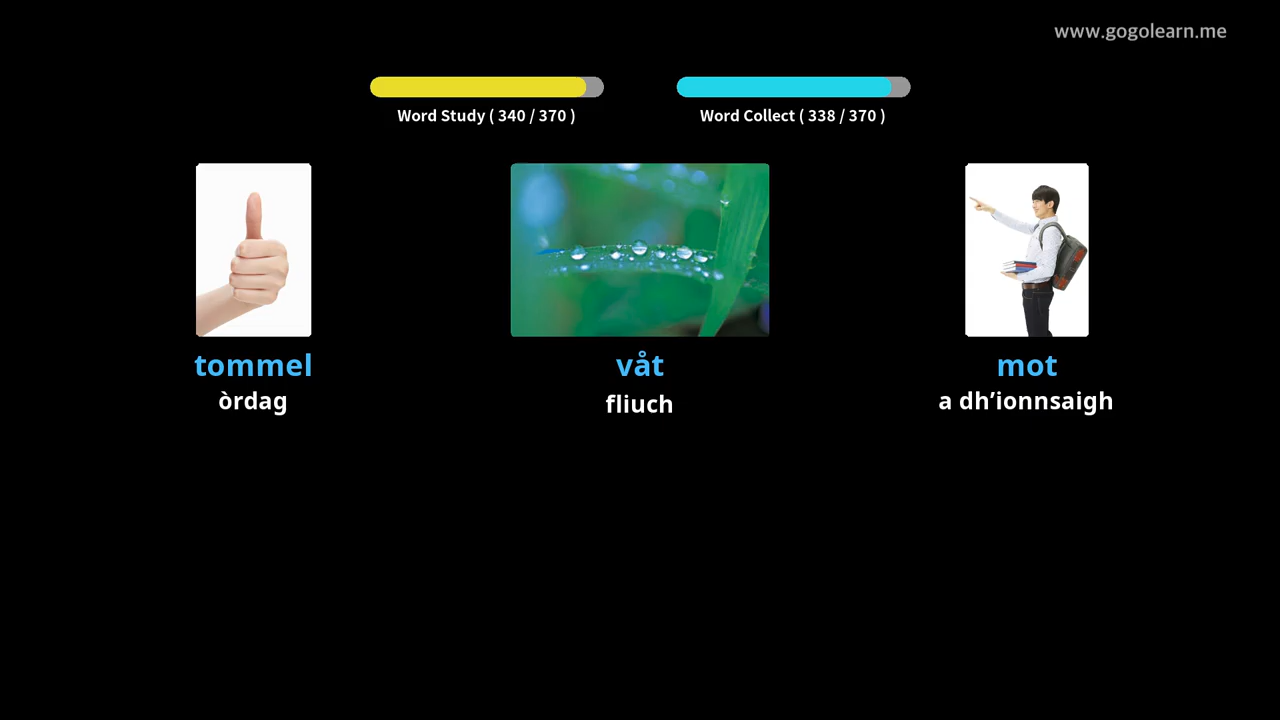 www.gogolearn.me
Word Study ( 340 / 370 )
Word Collect ( 338 / 370 )
tommel
òrdag
våt
fliuch
mot
a dh’ionnsaigh